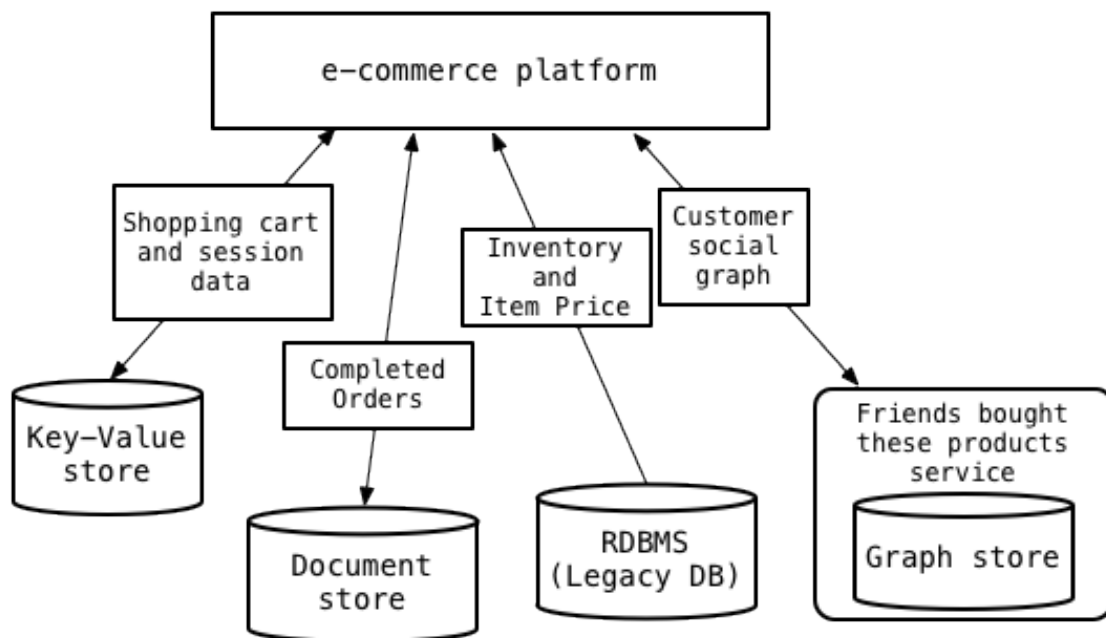 e-commerce platform
Shopping cart
and session
data
Completed
Orders
Inventory
and
Item Price
Customer
social
graph
Key-Value
store
Document
store
RDBMS
(Legacy DB)
Friends bought
these products
service
Graph store